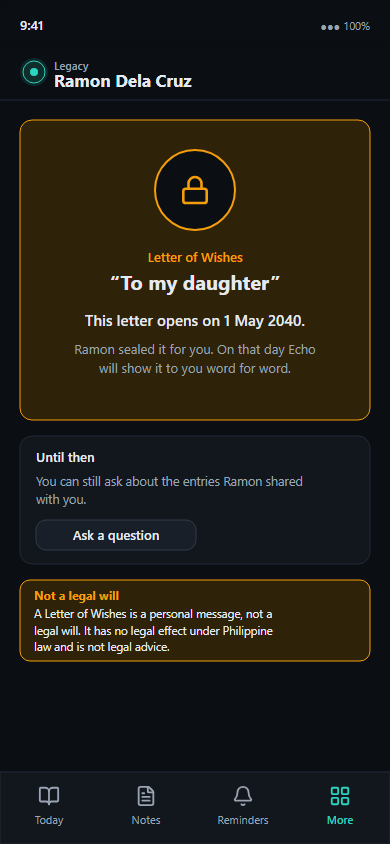 9:41
●●● 100%
Legacy
Ramon Dela Cruz
Letter of Wishes
“To my daughter”
This letter opens on 1 May 2040.
Ramon sealed it for you. On that day Echo
will show it to you word for word.
Until then
You can still ask about the entries Ramon shared
with you.
Ask a question
Not a legal will
A Letter of Wishes is a personal message, not a
legal will. It has no legal effect under Philippine
law and is not legal advice.
Today
Notes
Reminders
More